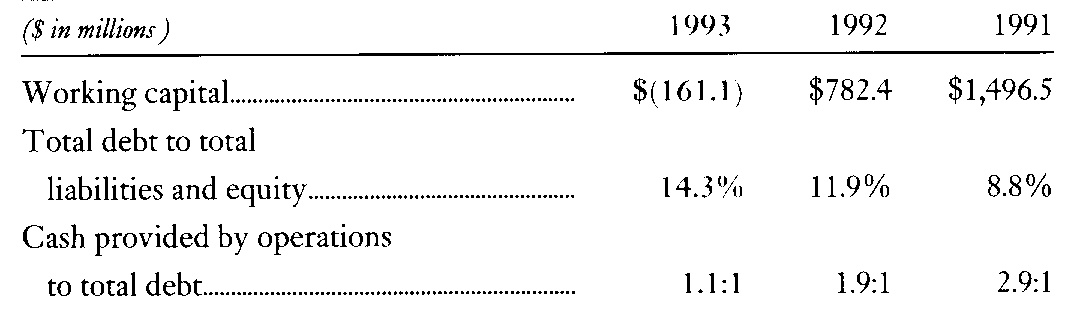 ($ in millions) 1993 1992 1991
Working capital.......................................................... $(161.1) $782.4 $1,496.5
Total debt to total
liabilities and equity............................................. 14.3% 11.9% 8.8%
Cash provided by operations
to total debt.............................................................. 1.1:1 1.9:1 2.9:1